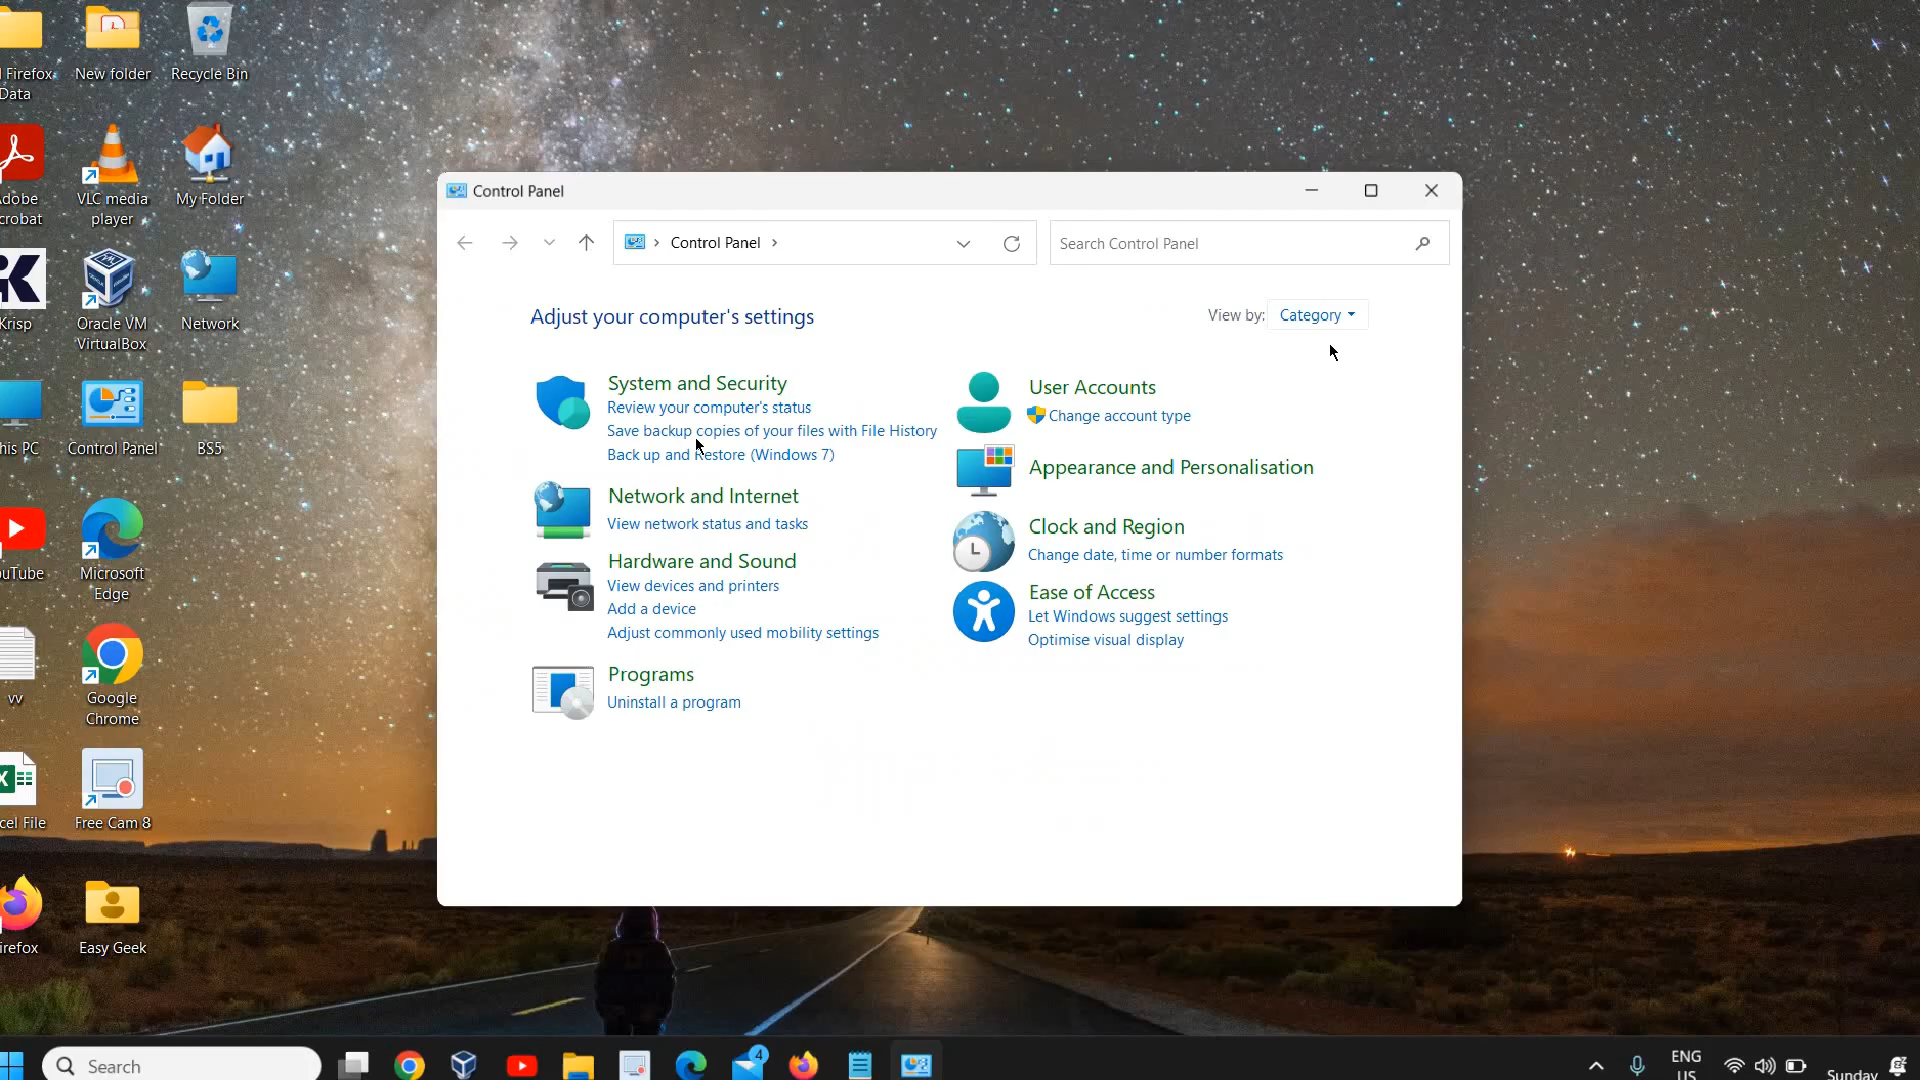 Firefox
Data
New folder
Recycle Bin
VLC media
player
My Folder
Krisp
Oracle VM
VirtualBox
Network
PC
Control Panel
BS5
Microsoft
Edge
vv
Google
Chrome
File
Free Cam 8
Easy Geek
Control Panel
Control Panel
Search Control Panel
Adjust your computer's settings
View by: Category
System and Security
Review your computer's status
Save backup copies of your files with File History
Back up and Restore (Windows 7)
Network and Internet
View network status and tasks
Hardware and Sound
View devices and printers
Add a device
Adjust commonly used mobility settings
Programs
Uninstall a program
User Accounts
Change account type
Appearance and Personalisation
Clock and Region
Change date, time or number formats
Ease of Access
Let Windows suggest settings
Optimise visual display
Search
4
ENG
US
Sunday